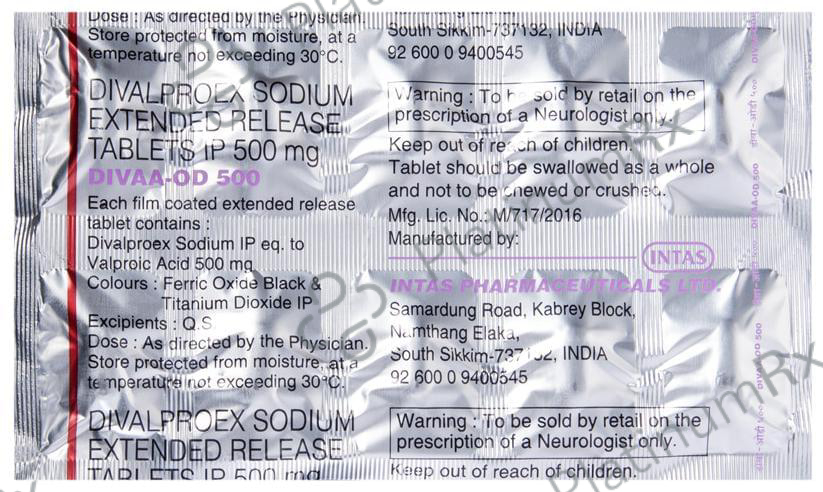 Dose : As directed by the Physician.
Store protected from moisture, at a
temperature not exceeding 30°C.
DIVALPROEX SODIUM
EXTENDED RELEASE
TABLETS IP 500 mg
DIVAA-OD 500
Each film coated extended release
tablet contains :
Divalproex Sodium IP eq. to
Valproic Acid 500 mg
Colours : Ferric Oxide Black &
Titanium Dioxide IP
Excipients : Q.S.
Dose : As directed by the Physician.
Store protected from moisture, at a
temperature not exceeding 30°C.
DIVALPROEX SODIUM
EXTENDED RELEASE
TABLETS IP 500 mg
South Sikkim-737132, INDIA
92 600 0 9400545
Warning : To be sold by retail on the
prescription of a Neurologist only.
Keep out of reach of children.
Tablet should be swallowed as a whole
and not to be chewed or crushed.
Mfg. Lic. No.: M/717/2016
Manufactured by:
INTAS
INTAS PHARMACEUTICALS LTD.
Samardung Road, Kabrey Block,
Namthang Elaka,
South Sikkim-737132, INDIA
92 600 0 9400545
Warning : To be sold by retail on the
prescription of a Neurologist only.
Keep out of reach of children.
DIVAA-OD 500
PlatinumRx
PlatinumRx